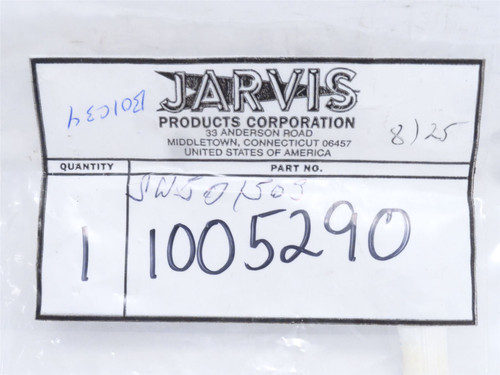 JARVIS
PRODUCTS CORPORATION
33 ANDERSON ROAD
MIDDLETOWN, CONNECTICUT 06457
UNITED STATES OF AMERICA
B01C34
8/25
QUANTITY PART NO.
1 1005290